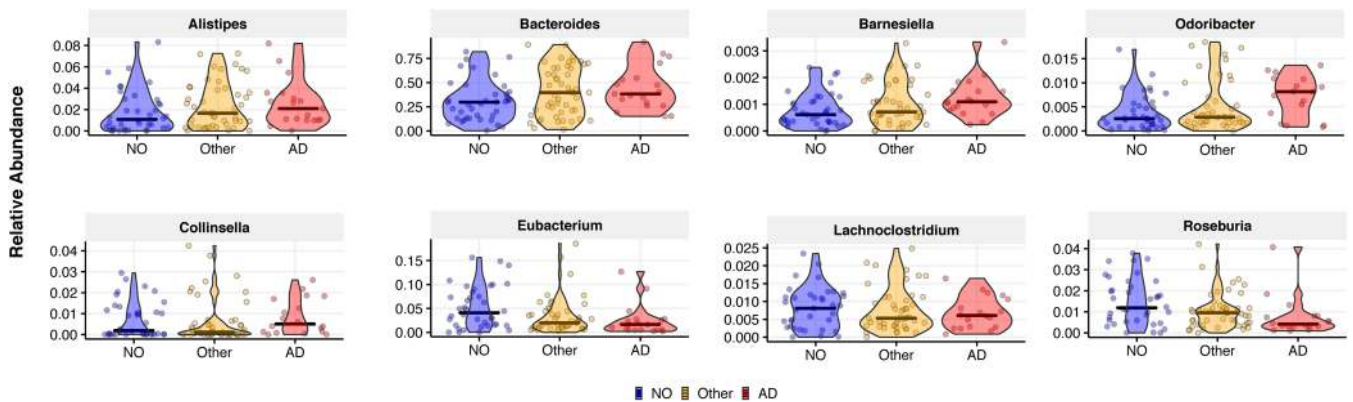 Relative Abundance
Alistipes
0.08
0.06
0.04
0.02
0.00
NO Other AD
Bacteroides
0.75
0.50
0.25
0.00
NO Other AD
Barnesiella
0.003
0.002
0.001
0.000
NO Other AD
Odoribacter
0.015
0.010
0.005
0.000
NO Other AD
Collinsella
0.04
0.03
0.02
0.01
0.00
NO Other AD
Eubacterium
0.15
0.10
0.05
0.00
NO Other AD
Lachnoclostridium
0.025
0.020
0.015
0.010
0.005
0.000
NO Other AD
Roseburia
0.04
0.03
0.02
0.01
0.00
NO Other AD
NO Other AD